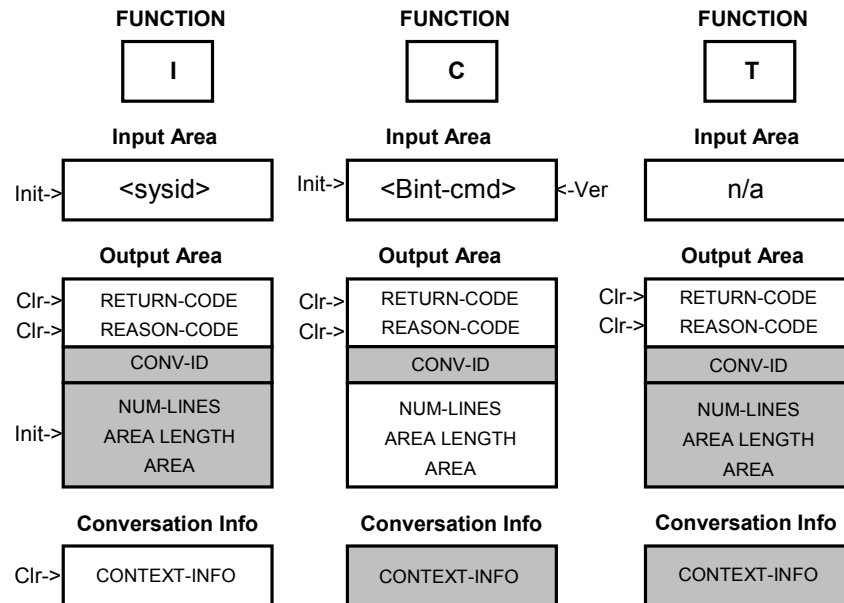 FUNCTION FUNCTION FUNCTION
I C T
Input Area Input Area Input Area
Init-> <sysid> Init-> <Bint-cmd> <-Ver n/a
Output Area Output Area Output Area
Clr-> RETURN-CODE Clr-> RETURN-CODE Clr-> RETURN-CODE
Clr-> REASON-CODE Clr-> REASON-CODE Clr-> REASON-CODE
CONV-ID CONV-ID CONV-ID
NUM-LINES NUM-LINES NUM-LINES
Init-> AREA LENGTH AREA LENGTH AREA LENGTH
AREA AREA AREA
Conversation Info Conversation Info Conversation Info
Clr-> CONTEXT-INFO CONTEXT-INFO CONTEXT-INFO